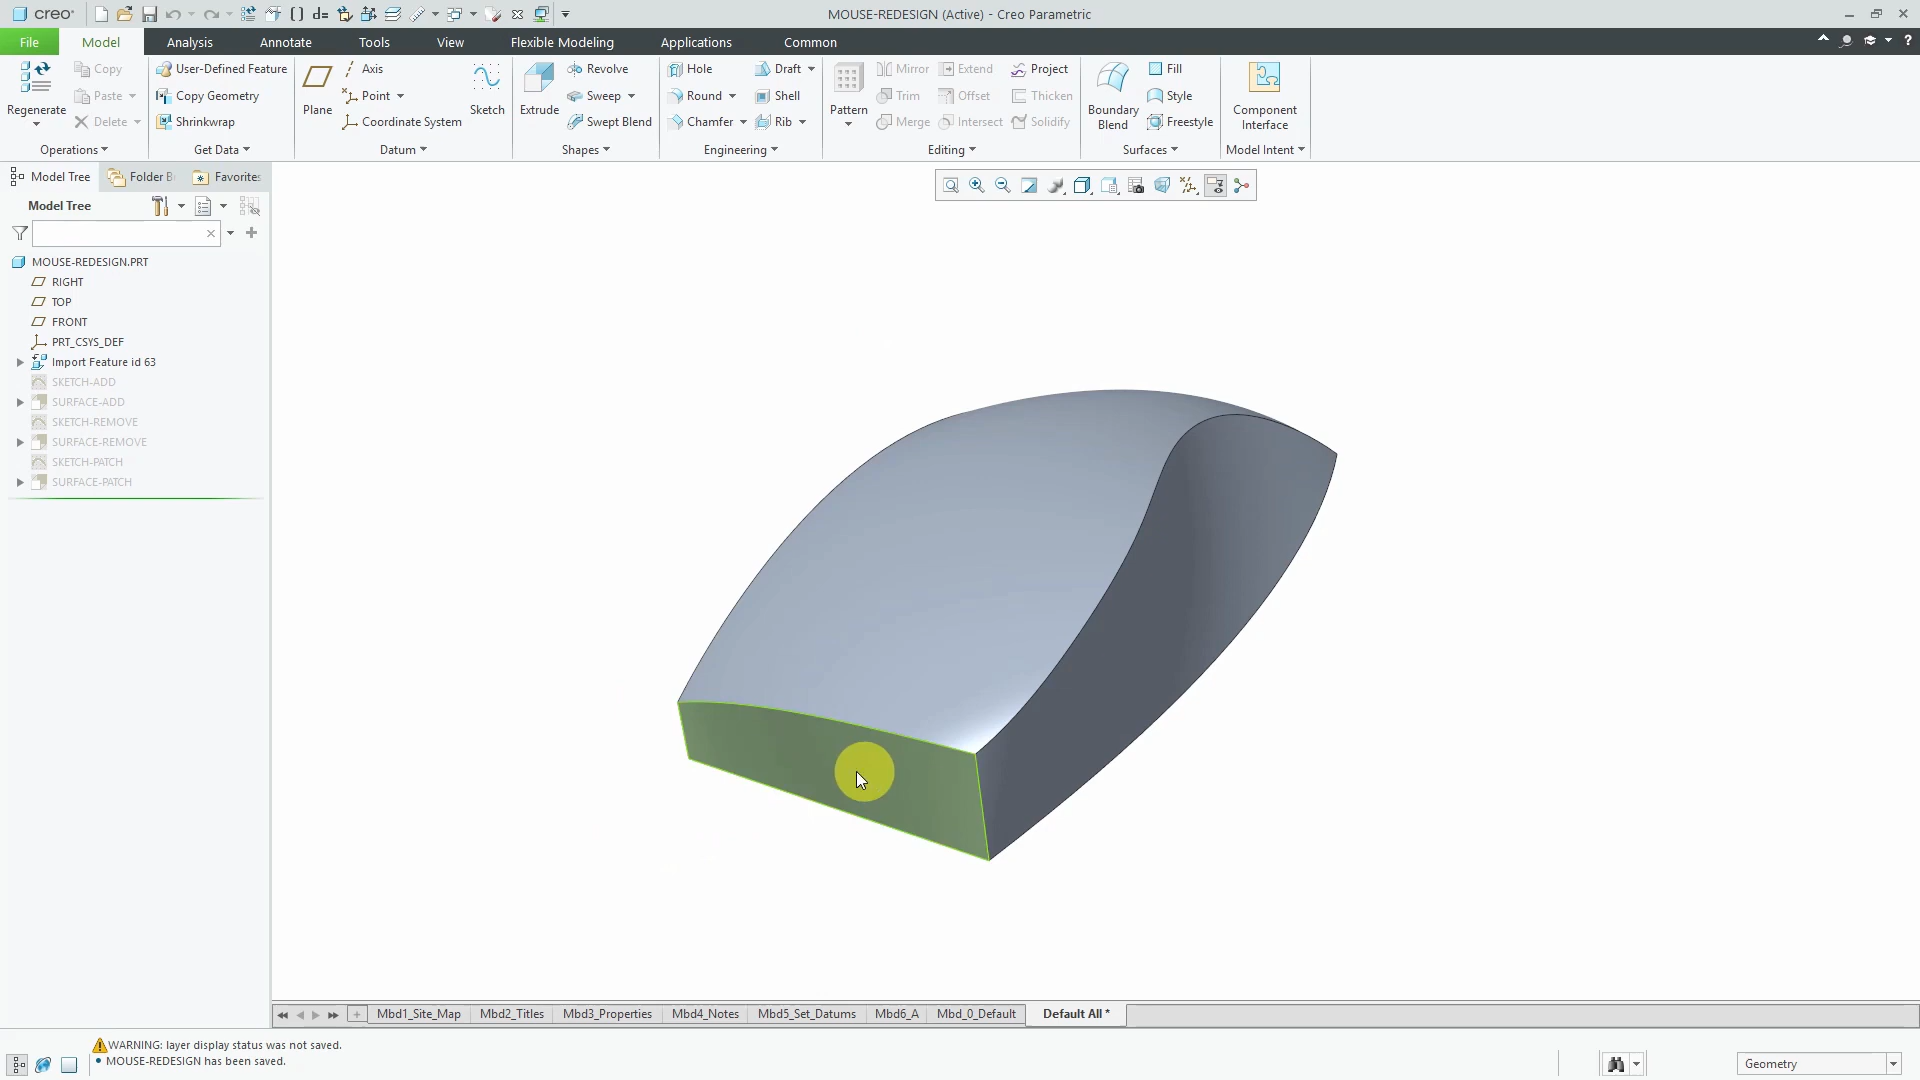 creo
MOUSE-REDESIGN (Active) - Creo Parametric
File
Model
Analysis
Annotate
Tools
View
Flexible Modeling
Applications
Common
Regenerate
Copy
Paste
Delete
Operations
User-Defined Feature
Copy Geometry
Shrinkwrap
Get Data
Plane
Axis
Point
Coordinate System
Sketch
Datum
Extrude
Revolve
Sweep
Swept Blend
Shapes
Hole
Round
Chamfer
Draft
Shell
Rib
Engineering
Pattern
Mirror
Trim
Merge
Extend
Offset
Intersect
Project
Thicken
Solidify
Editing
Boundary
Blend
Fill
Style
Freestyle
Surfaces
Component
Interface
Model Intent
Model Tree
Folder B
Favorites
Model Tree
MOUSE-REDESIGN.PRT
RIGHT
TOP
FRONT
PRT_CSYS_DEF
Import Feature id 63
SKETCH-ADD
SURFACE-ADD
SKETCH-REMOVE
SURFACE-REMOVE
SKETCH-PATCH
SURFACE-PATCH
Mbd1_Site_Map
Mbd2_Titles
Mbd3_Properties
Mbd4_Notes
Mbd5_Set_Datums
Mbd6_A
Mbd_0_Default
Default All *
WARNING: layer display status was not saved.
• MOUSE-REDESIGN has been saved.
Geometry